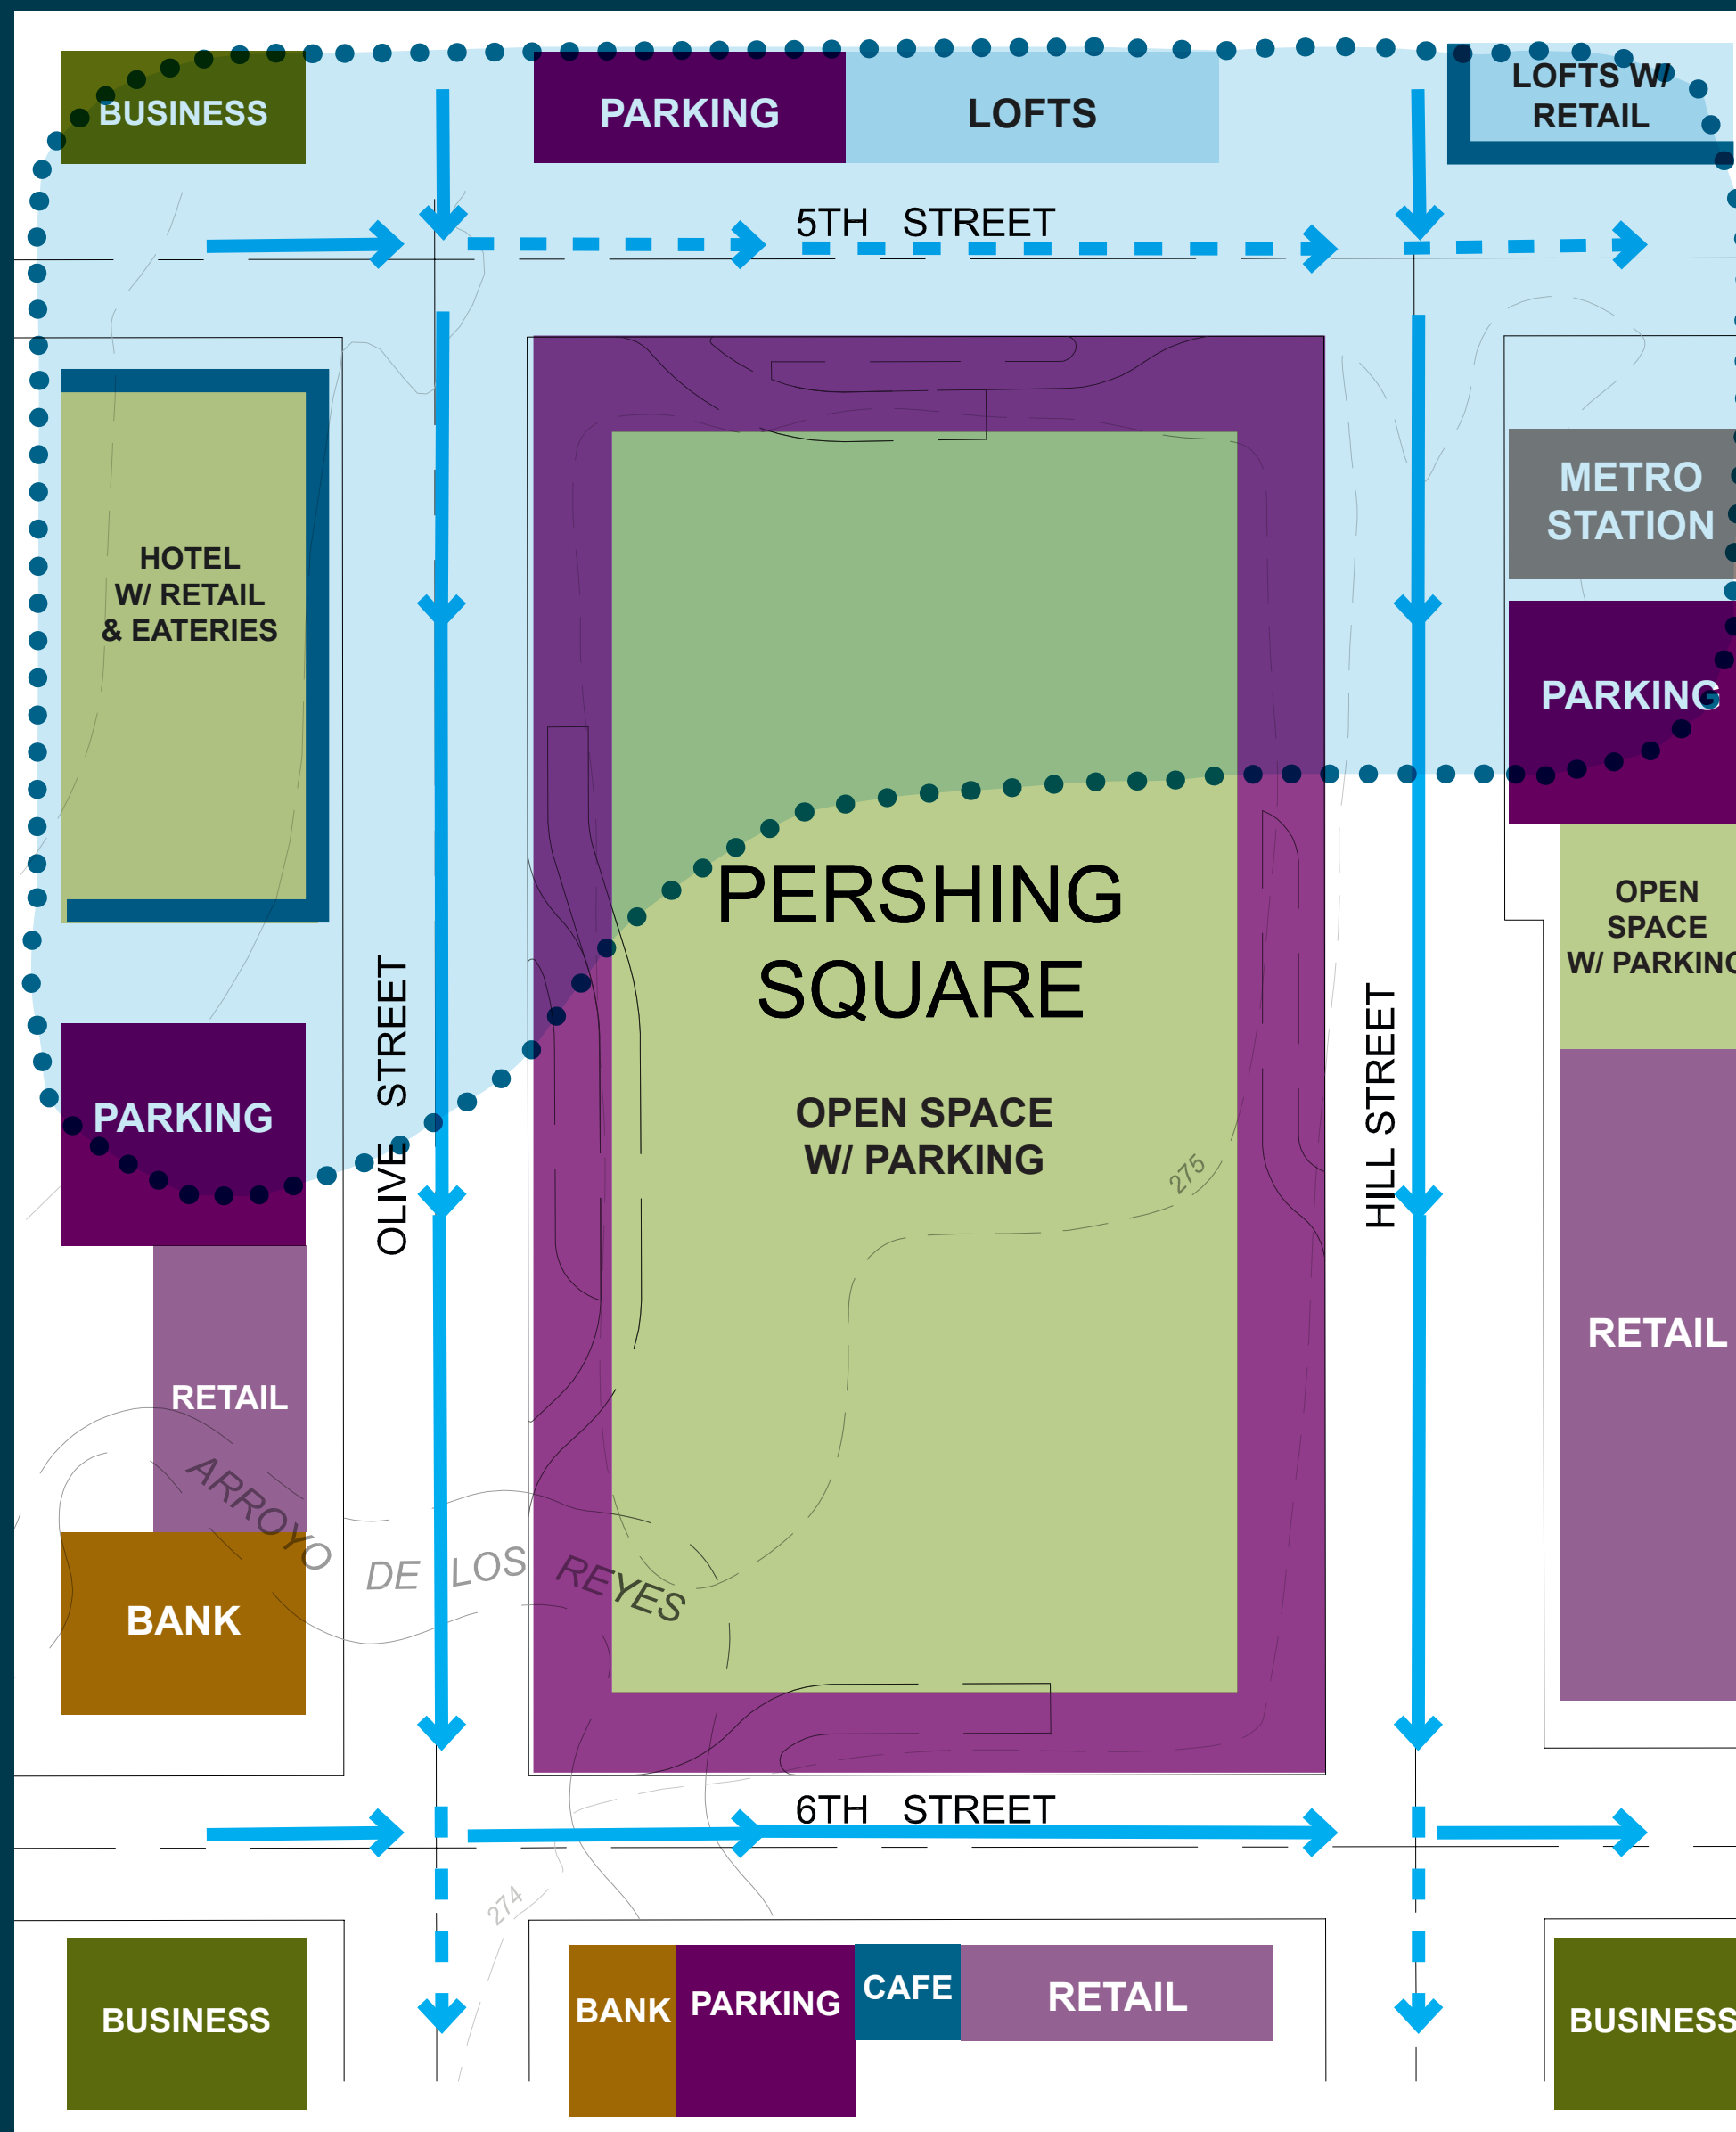 BUSINESS
PARKING
LOFTS
LOFTS W/
RETAIL
5TH STREET
HOTEL
W/ RETAIL
& EATERIES
METRO
STATION
PARKING
PERSHING
SQUARE
OPEN SPACE
W/ PARKING
OPEN
SPACE
W/ PARKING
OLIVE STREET
HILL STREET
PARKING
275
RETAIL
RETAIL
ARROYO DE LOS REYES
BANK
6TH STREET
274
BUSINESS
BANK
PARKING
CAFE
RETAIL
BUSINESS